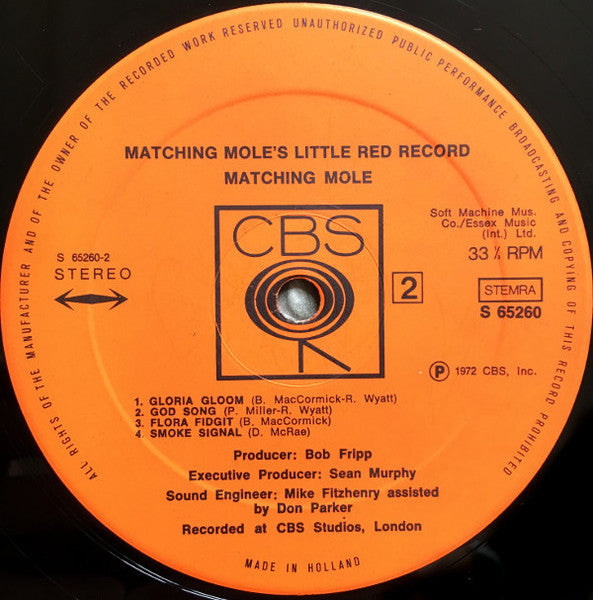 ALL RIGHTS OF THE MANUFACTURER AND OF THE OWNER OF THE RECORDED WORK RESERVED UNAUTHORIZED PUBLIC PERFORMANCE BROADCASTING AND COPYING OF THIS RECORD PROHIBITED
MATCHING MOLE'S LITTLE RED RECORD
MATCHING MOLE
CBS
S 65260-2
STEREO
Soft Machine Mus.
Co./Essex Music
(Int.) Ltd.
33⅓ RPM
2
STEMRA
S 65260
Ⓟ 1972 CBS, Inc.
1. GLORIA GLOOM (B. MacCormick-R. Wyatt)
2. GOD SONG (P. Miller-R. Wyatt)
3. FLORA FIDGIT (B. MacCormick)
4 SMOKE SIGNAL (D. McRae)
Producer: Bob Fripp
Executive Producer: Sean Murphy
Sound Engineer: Mike Fitzhenry assisted
by Don Parker
Recorded at CBS Studios, London
MADE IN HOLLAND